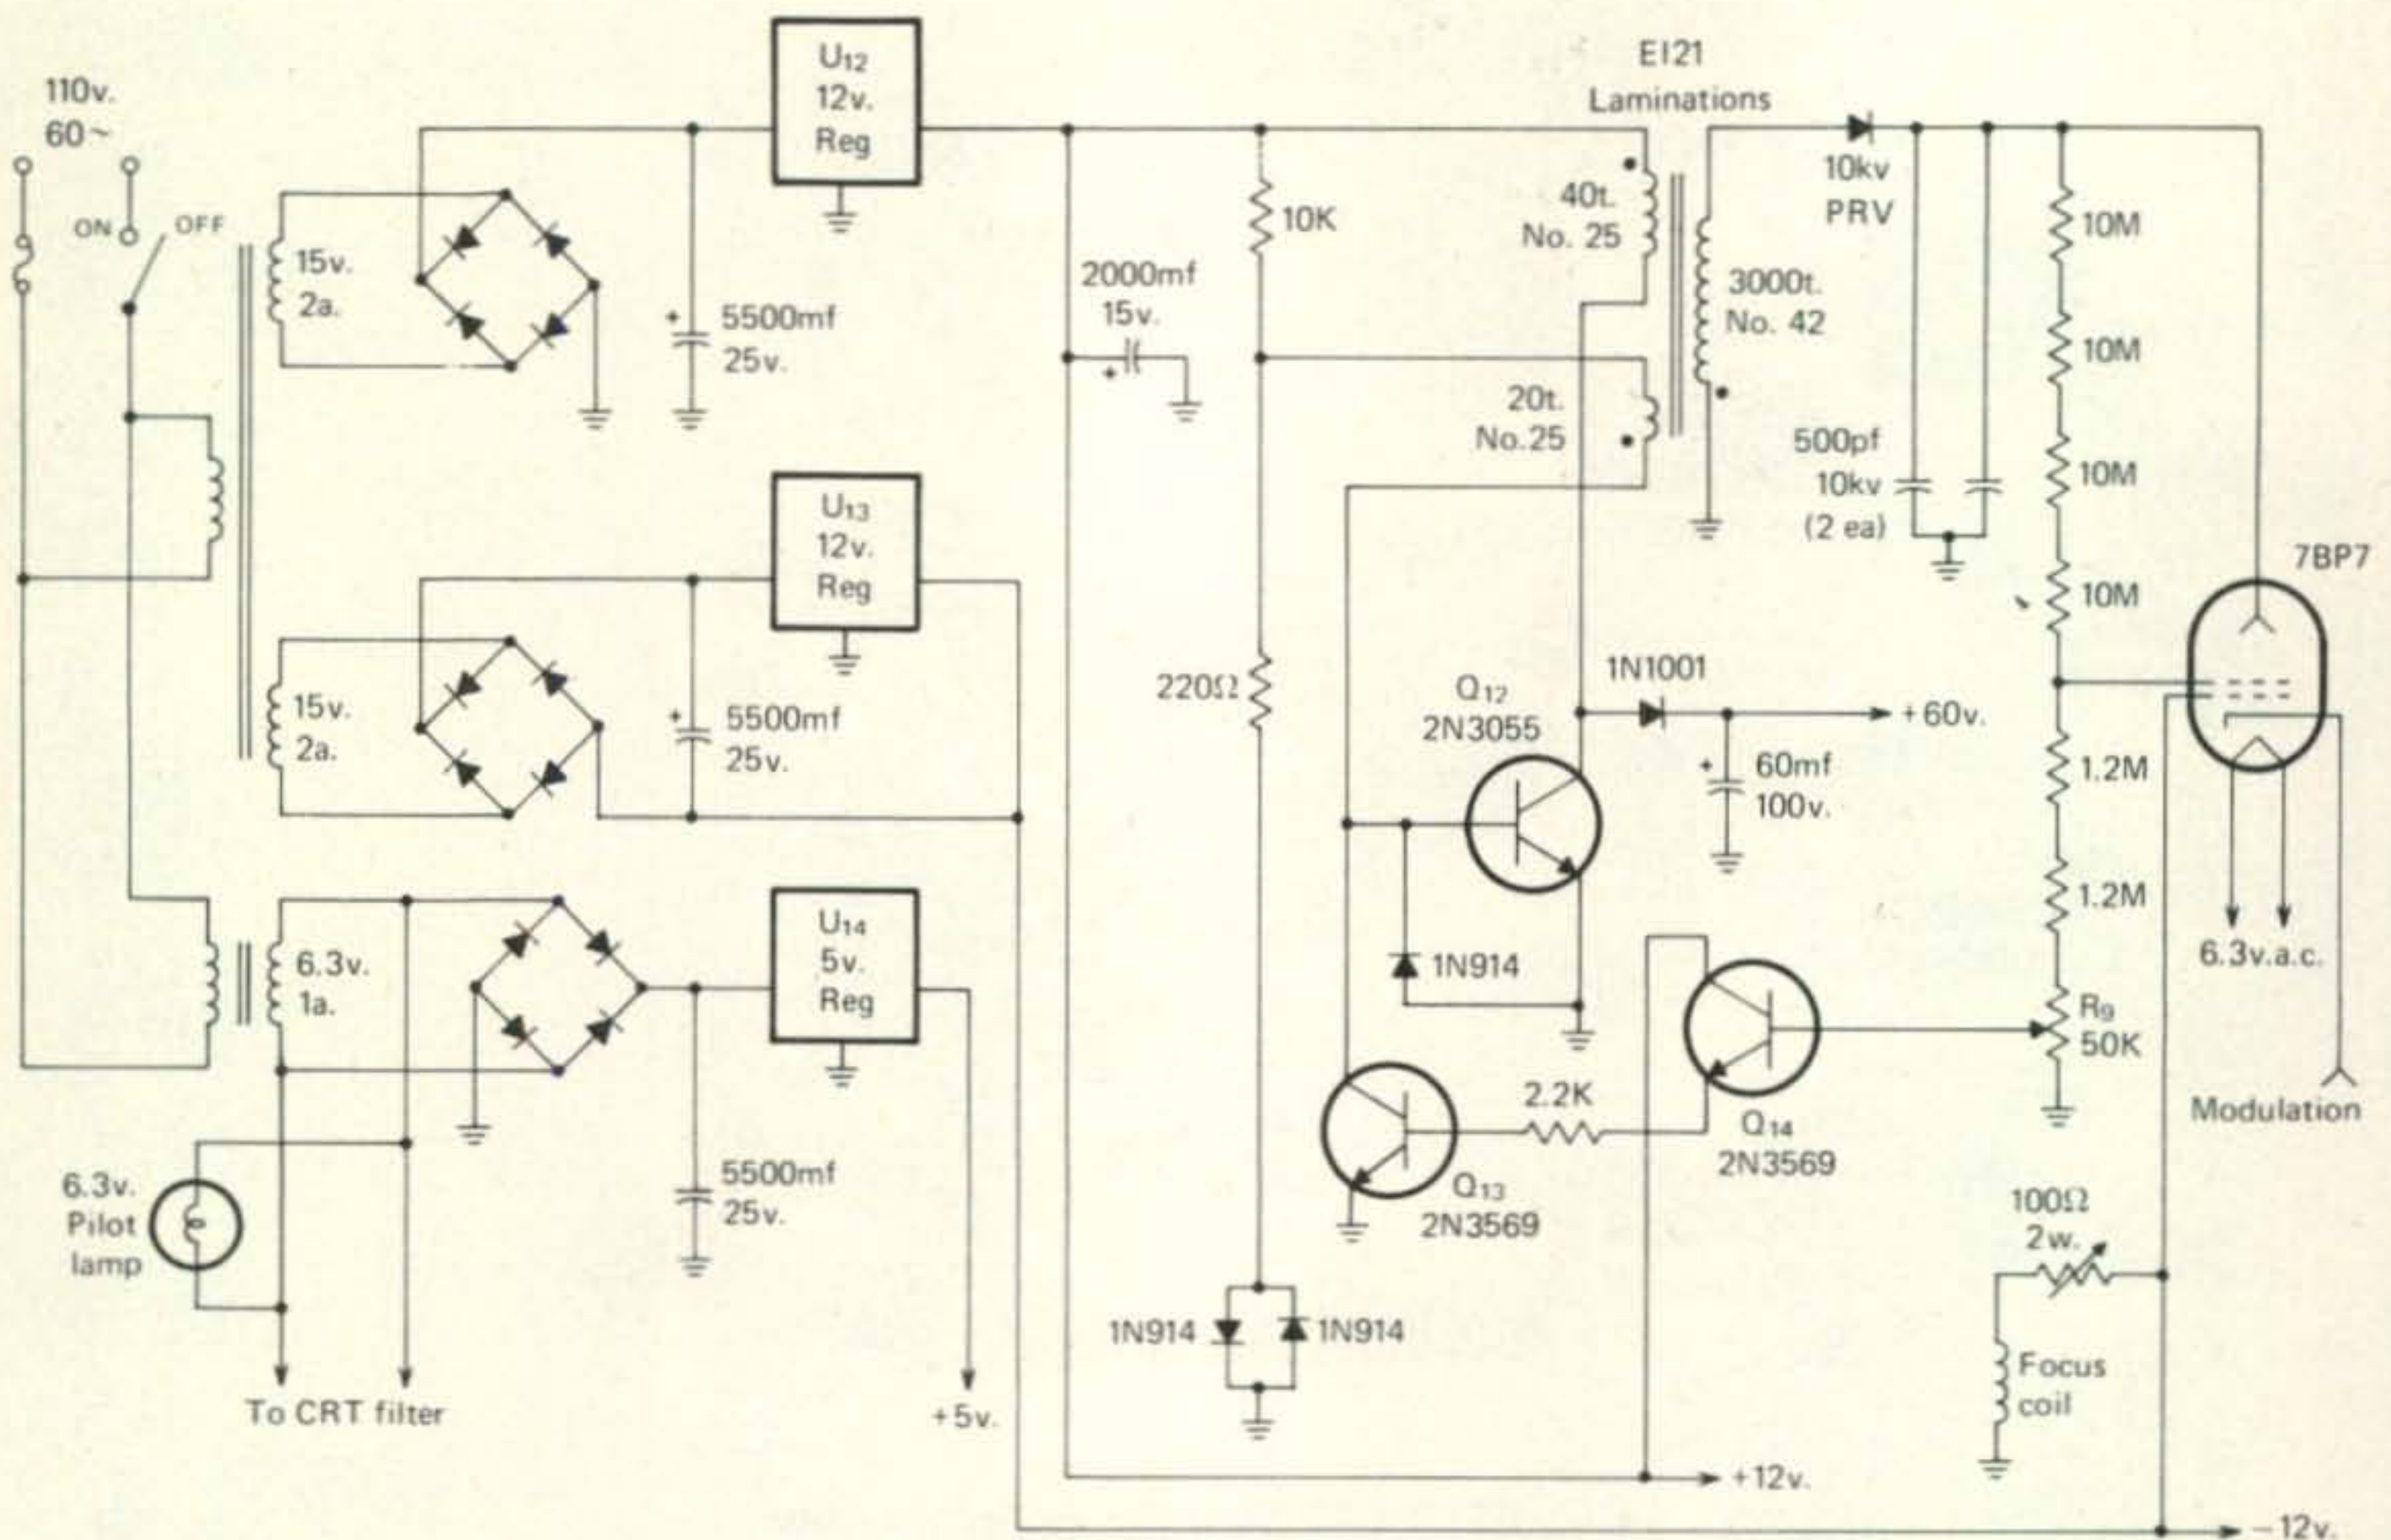 110v.
60~
ON
OFF
15v.
2a.
U12
12v.
Reg
5500mf
25v.
15v.
2a.
U13
12v.
Reg
5500mf
25v.
6.3v.
1a.
U14
5v.
Reg
5500mf
25v.
6.3v.
Pilot
lamp
To CRT filter
+5v.
2000mf
15v.
+
10K
220Ω
EI21
Laminations
40t.
No. 25
20t.
No.25
3000t.
No. 42
10kv
PRV
500pf
10kv
(2 ea)
10M
10M
10M
10M
1.2M
1.2M
R9
50K
7BP7
6.3v.a.c.
Modulation
1N1001
+60v.
+
60mf
100v.
Q12
2N3055
1N914
2.2K
Q14
2N3569
Q13
2N3569
1N914
1N914
100Ω
2w.
Focus
coil
+12v.
-12v.